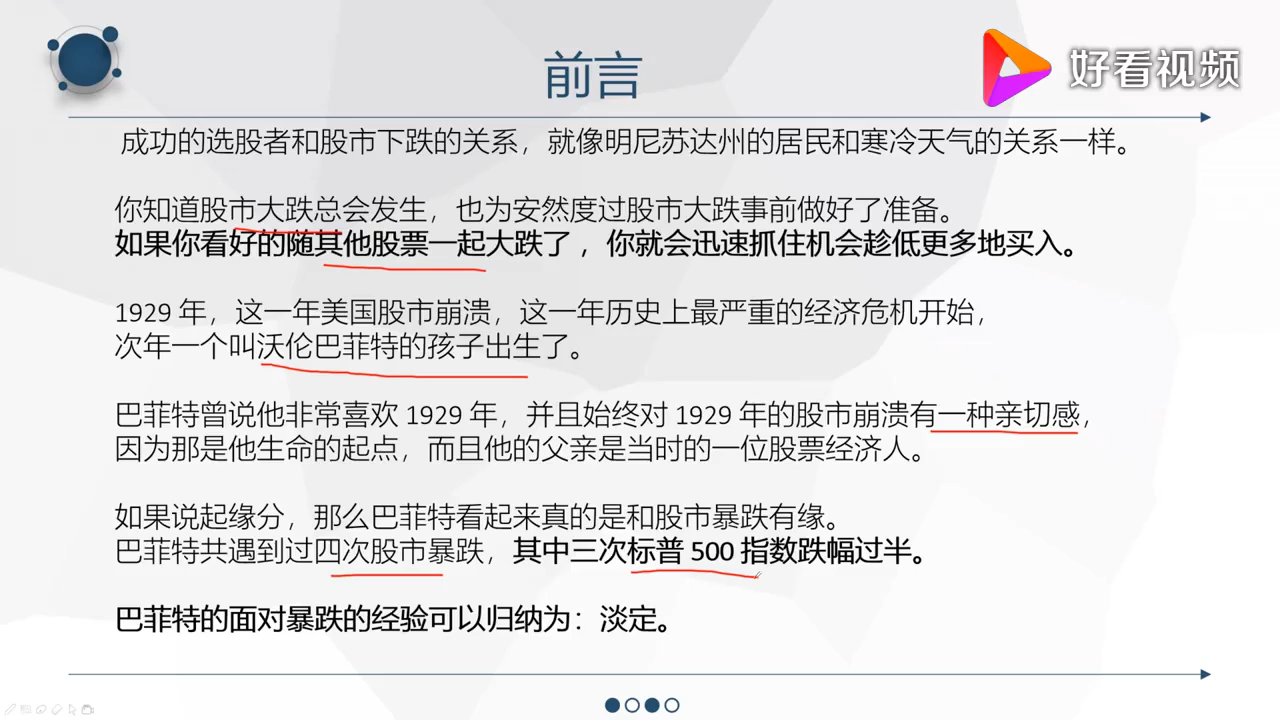 前言
好看视频
成功的选股者和股市下跌的关系，就像明尼苏达州的居民和寒冷天气的关系一样。
你知道股市大跌总会发生，也为安然度过股市大跌事前做好了准备。
如果你看好的随其他股票一起大跌了，你就会迅速抓住机会趁低更多地买入。
1929 年，这一年美国股市崩溃，这一年历史上最严重的经济危机开始，
次年一个叫沃伦巴菲特的孩子出生了。
巴菲特曾说他非常喜欢 1929 年，并且始终对 1929 年的股市崩溃有一种亲切感，
因为那是他生命的起点，而且他的父亲是当时的一位股票经济人。
如果说起缘分，那么巴菲特看起来真的是和股市暴跌有缘。
巴菲特共遇到过四次股市暴跌，其中三次标普 500 指数跌幅过半。
巴菲特的面对暴跌的经验可以归纳为：淡定。